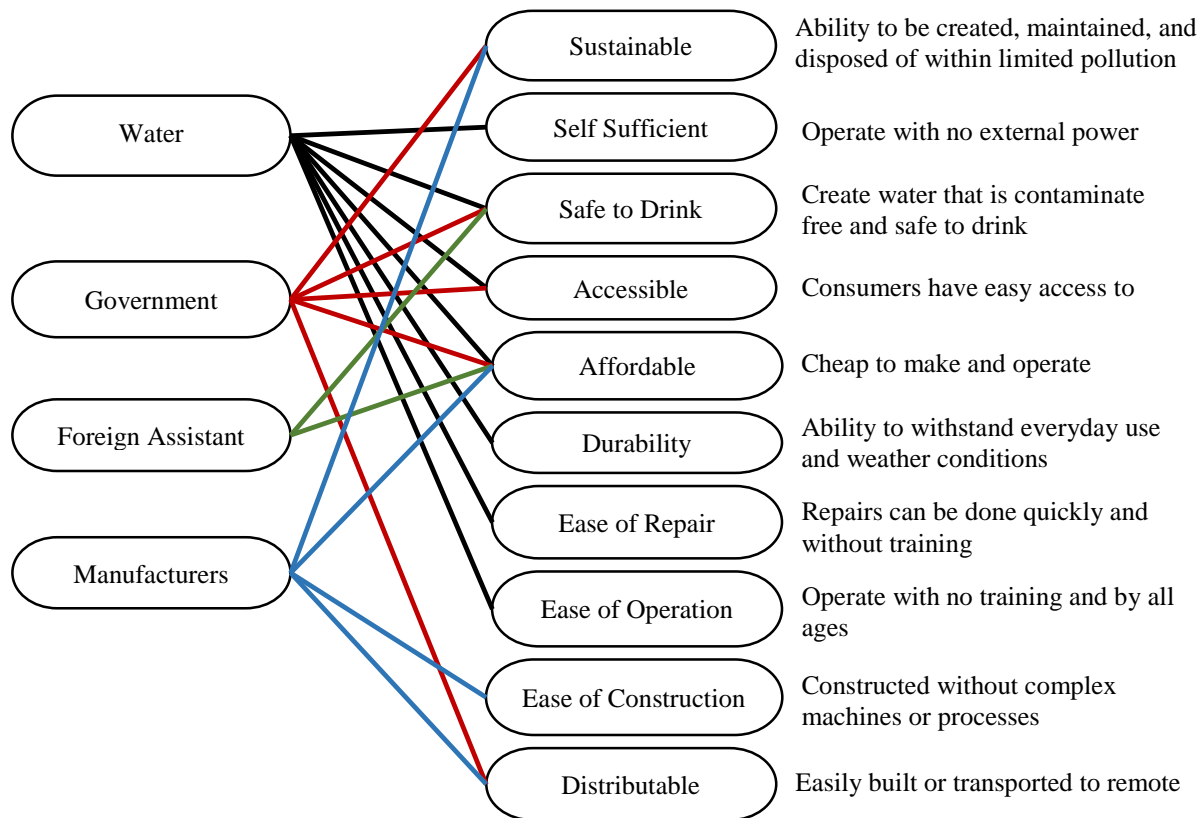 Sustainable
Ability to be created, maintained, and
disposed of within limited pollution
Water
Self Sufficient
Operate with no external power
Safe to Drink
Create water that is contaminate
free and safe to drink
Government
Accessible
Consumers have easy access to
Affordable
Cheap to make and operate
Foreign Assistant
Durability
Ability to withstand everyday use
and weather conditions
Ease of Repair
Repairs can be done quickly and
without training
Manufacturers
Ease of Operation
Operate with no training and by all
ages
Ease of Construction
Constructed without complex
machines or processes
Distributable
Easily built or transported to remote